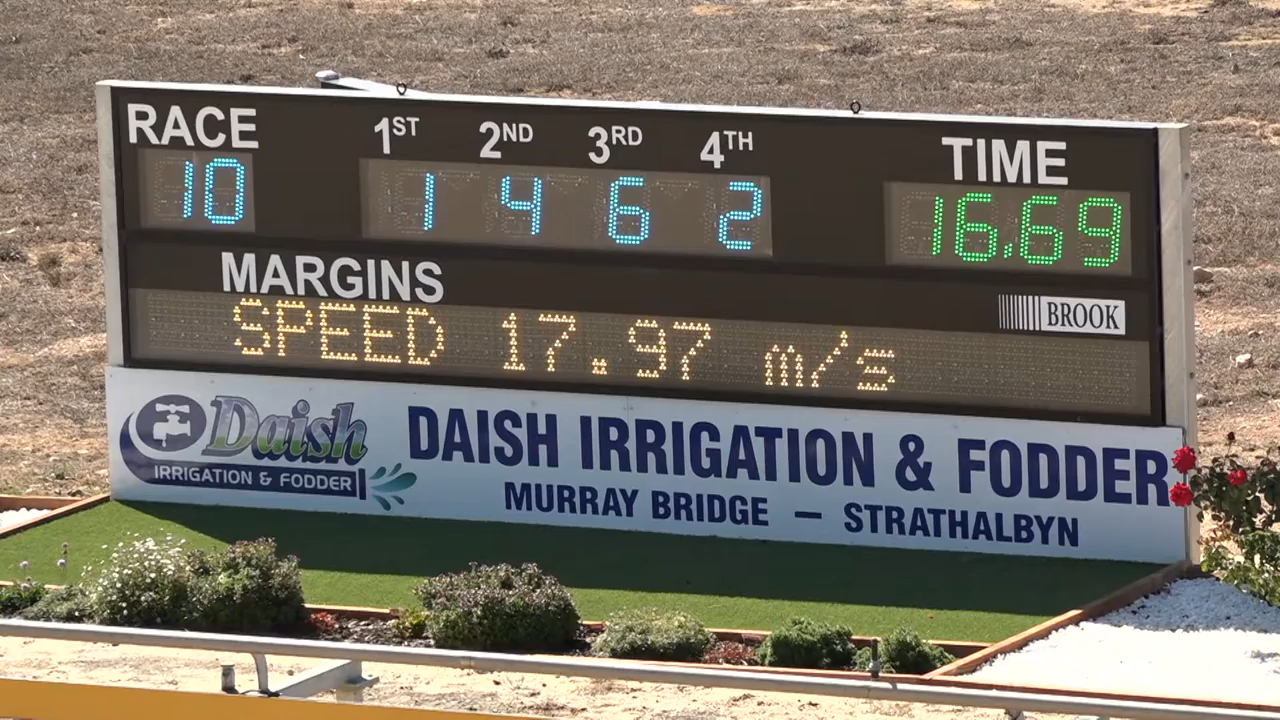 RACE 1ST 2ND 3RD 4TH TIME
10 1 4 6 2 16.69
MARGINS
BROOK
SPEED 17.97 m/s
Daish
IRRIGATION & FODDER
DAISH IRRIGATION & FODDER
MURRAY BRIDGE – STRATHALBYN